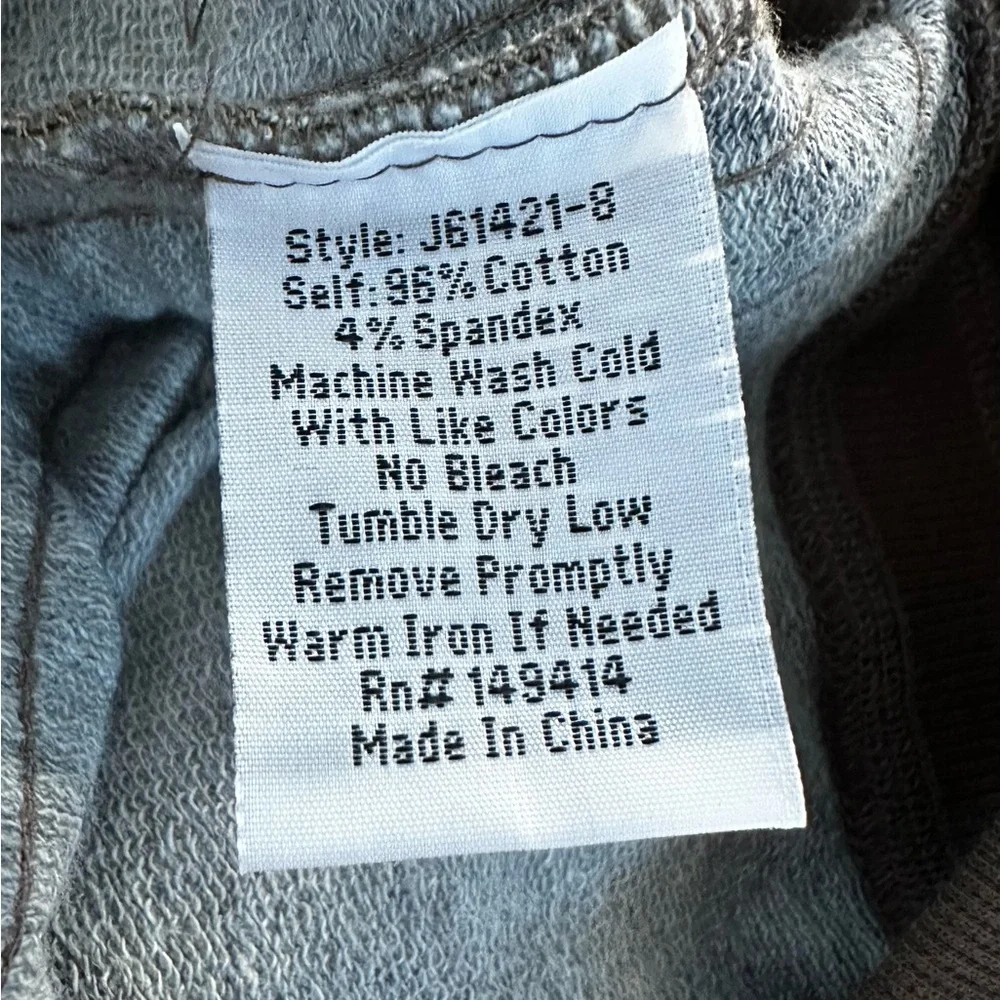 Style: J61421-8
Self: 96% Cotton
4% Spandex
Machine Wash Cold
With Like Colors
No Bleach
Tumble Dry Low
Remove Promptly
Warm Iron If Needed
Rn# 149414
Made In China